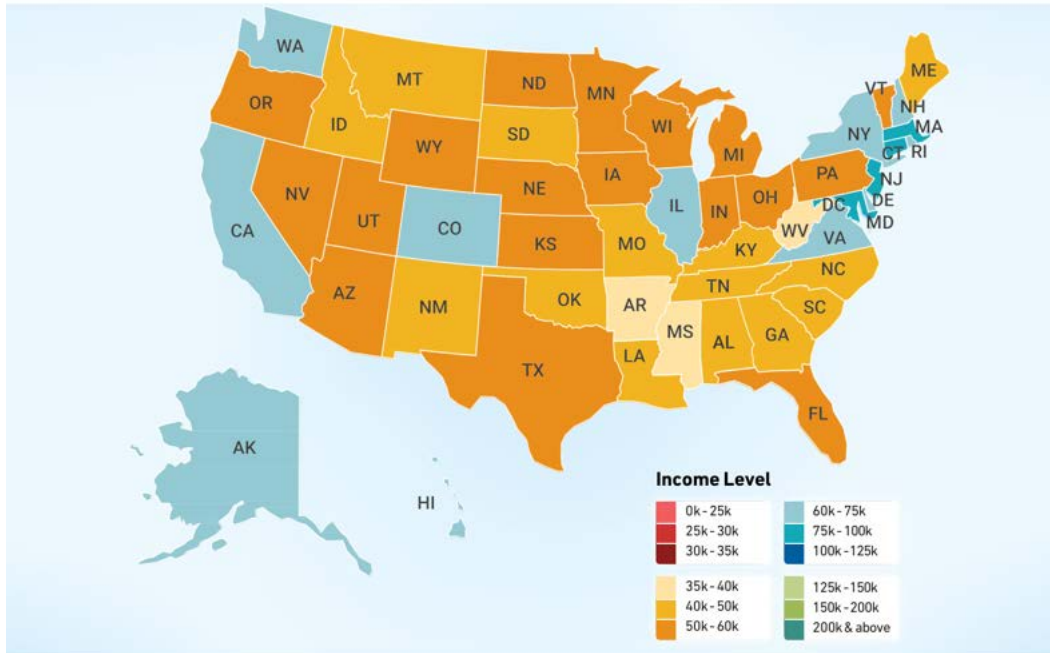 WA
MT
ND
MN
ME
VT
NH
OR
ID
SD
WI
NY
MA
WY
MI
CT
RI
NV
NE
IA
PA
NJ
UT
CO
IL
IN
OH
DC
DE
CA
KS
MO
WV
MD
VA
KY
AZ
NM
OK
TN
NC
AR
SC
MS
AL
GA
TX
LA
FL
AK
HI
Income Level
0k - 25k
25k - 30k
30k - 35k
60k - 75k
75k - 100k
100k - 125k
35k - 40k
40k - 50k
50k - 60k
125k - 150k
150k - 200k
200k & above